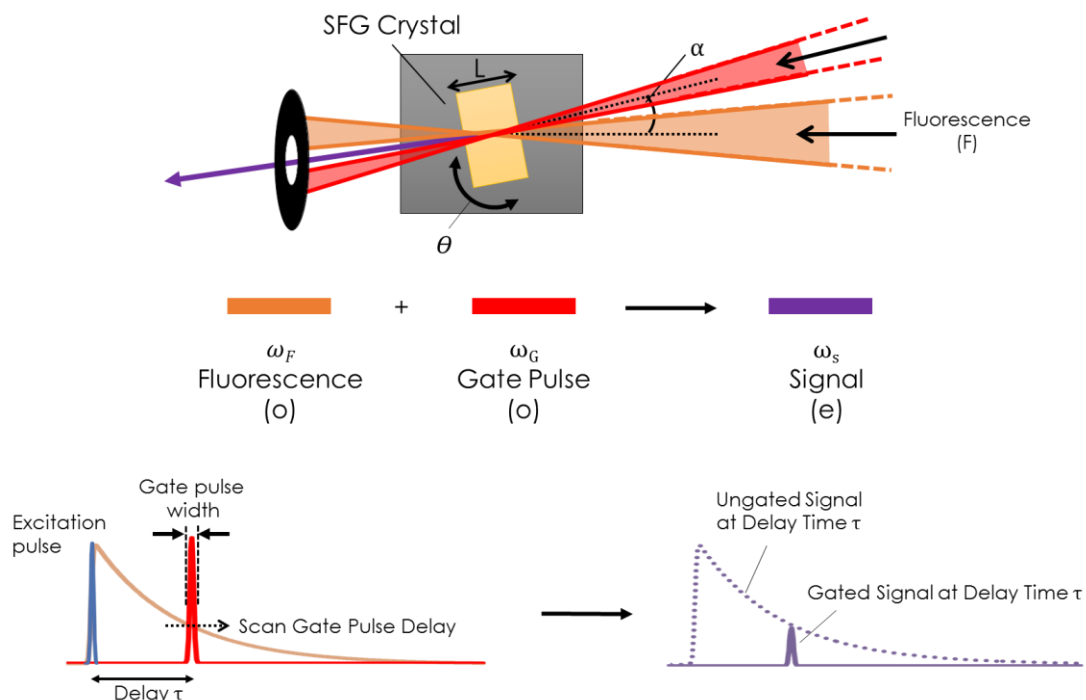 SFG Crystal
L
α
Fluorescence
(F)
θ
+
ω_F
Fluorescence
(o)
ω_G
Gate Pulse
(o)
ω_s
Signal
(e)
Gate pulse
width
Excitation
pulse
Scan Gate Pulse Delay
Delay τ
Ungated Signal
at Delay Time τ
Gated Signal at Delay Time τ